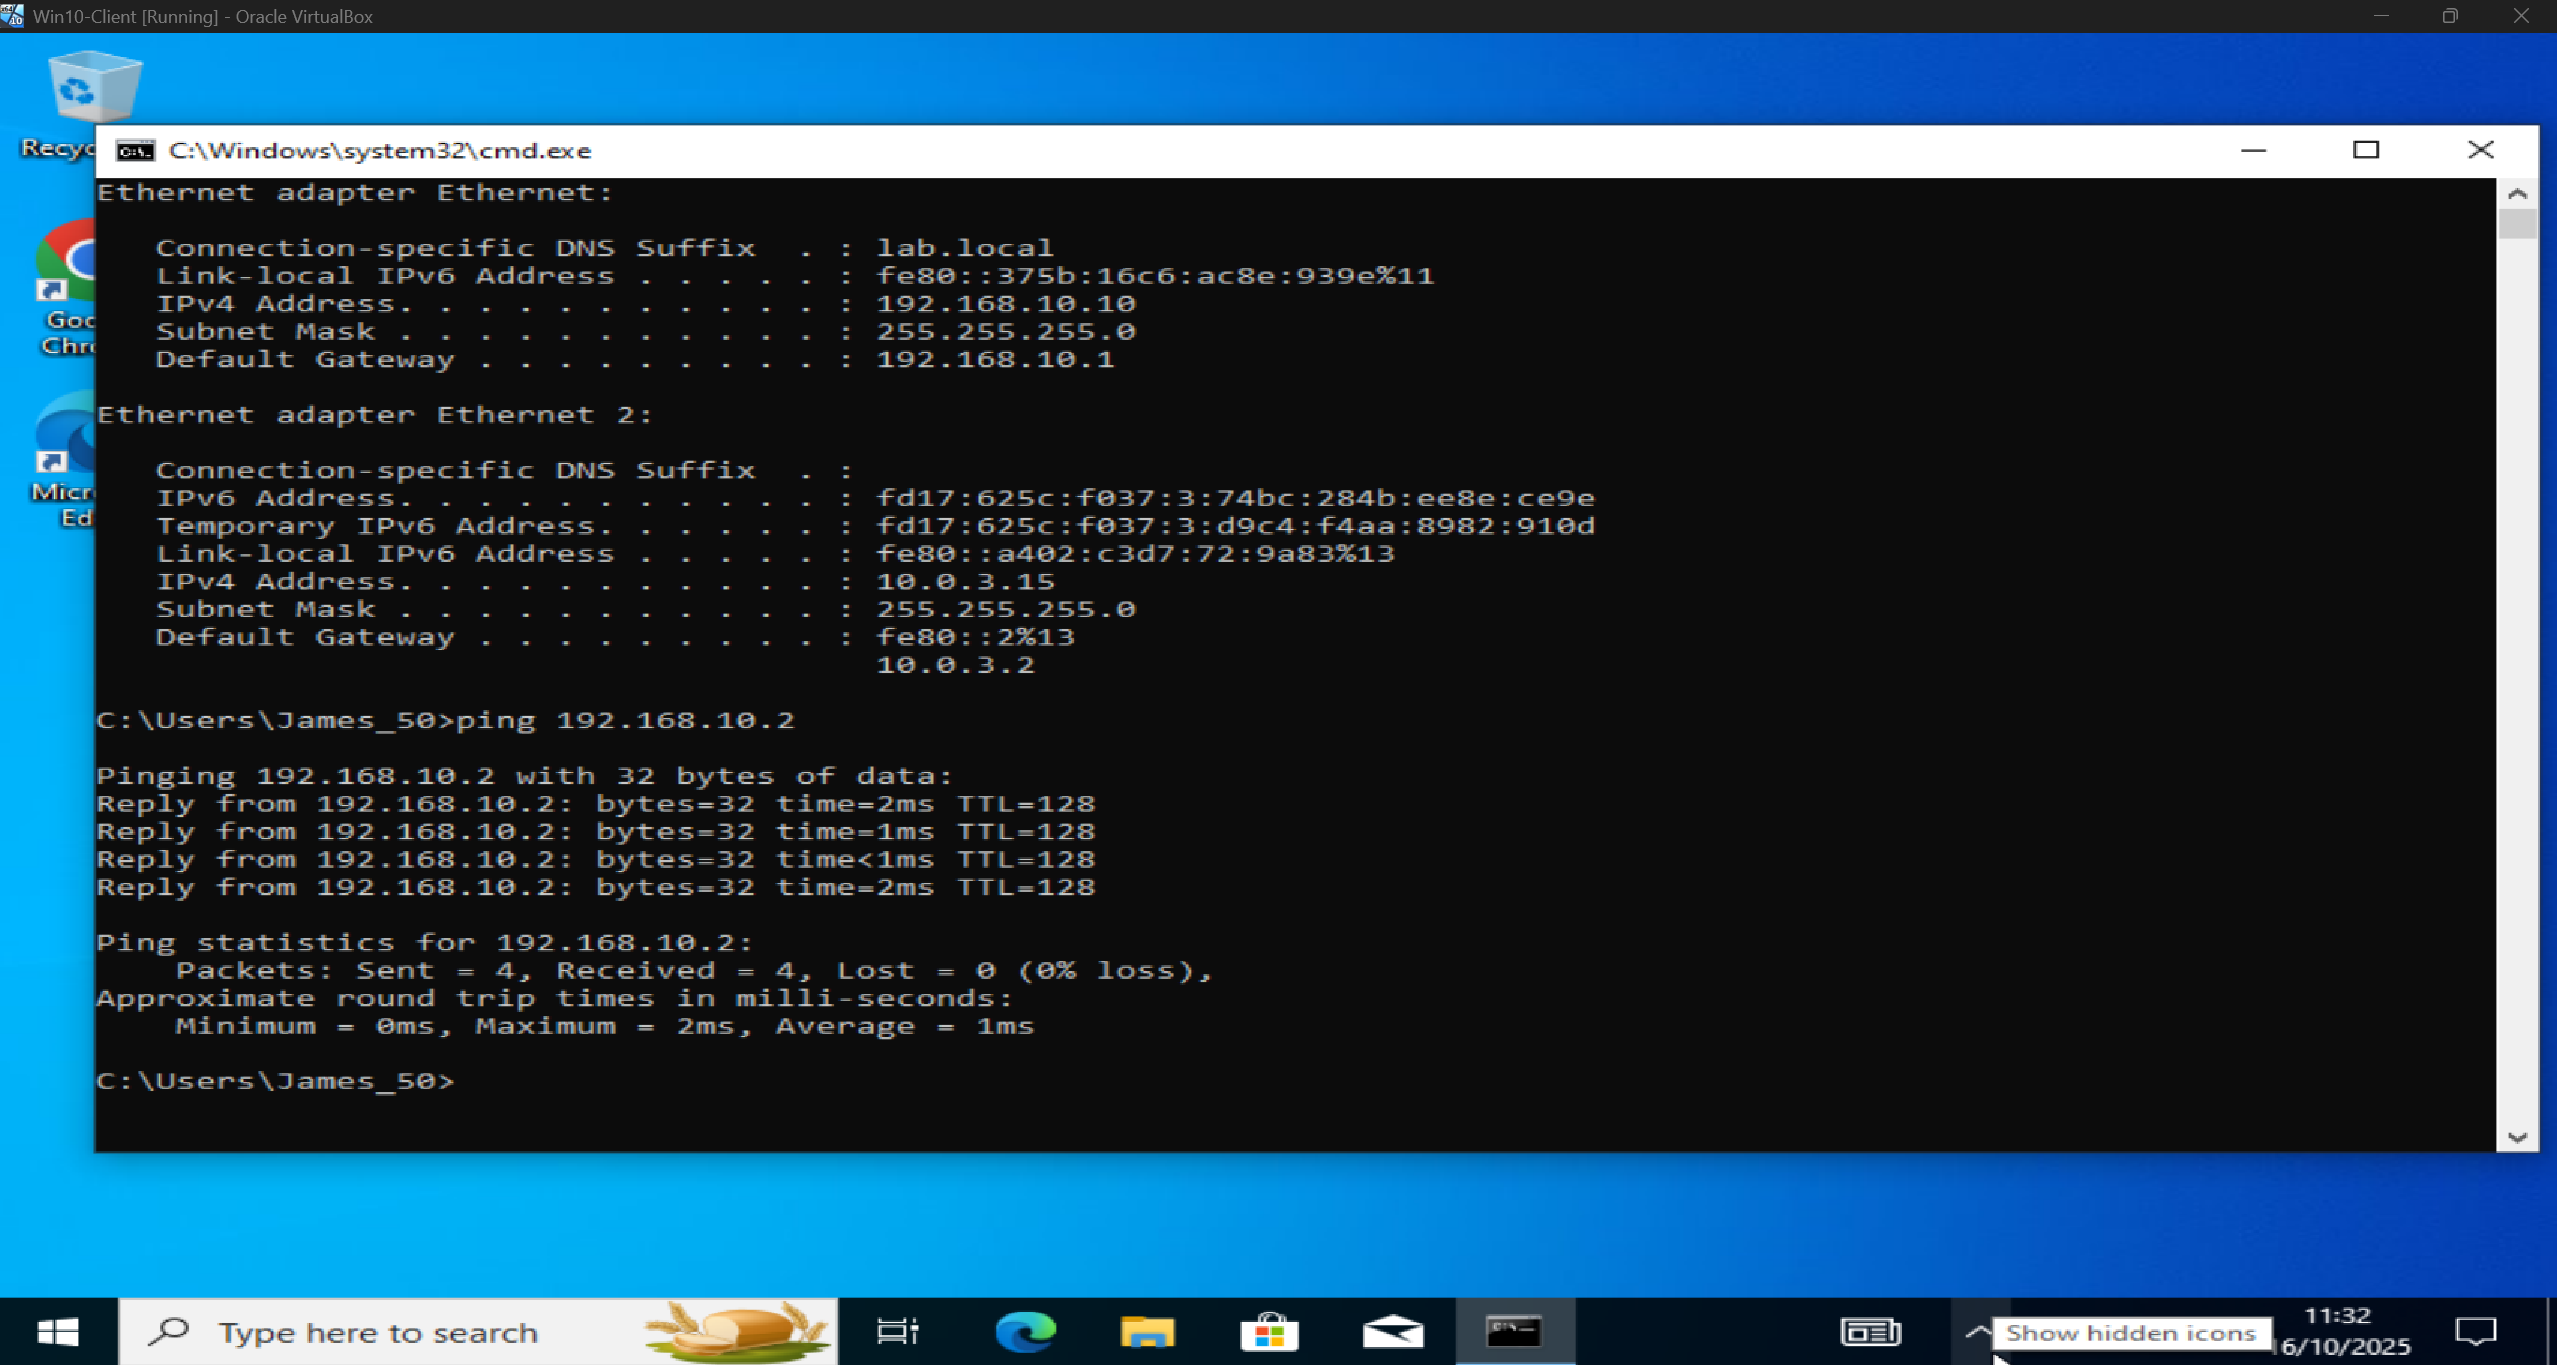 Win10-Client [Running] - Oracle VirtualBox
C:\Windows\system32\cmd.exe
Ethernet adapter Ethernet:
Connection-specific DNS Suffix  . : lab.local
Link-local IPv6 Address . . . . . : fe80::375b:16c6:ac8e:939e%11
IPv4 Address. . . . . . . . . . . : 192.168.10.10
Subnet Mask . . . . . . . . . . . : 255.255.255.0
Default Gateway . . . . . . . . . : 192.168.10.1
Ethernet adapter Ethernet 2:
Connection-specific DNS Suffix  . :
IPv6 Address. . . . . . . . . . . : fd17:625c:f037:3:74bc:284b:ee8e:ce9e
Temporary IPv6 Address. . . . . . : fd17:625c:f037:3:d9c4:f4aa:8982:910d
Link-local IPv6 Address . . . . . : fe80::a402:c3d7:72:9a83%13
IPv4 Address. . . . . . . . . . . : 10.0.3.15
Subnet Mask . . . . . . . . . . . : 255.255.255.0
Default Gateway . . . . . . . . . : fe80::2%13
10.0.3.2
C:\Users\James_50>ping 192.168.10.2
Pinging 192.168.10.2 with 32 bytes of data:
Reply from 192.168.10.2: bytes=32 time=2ms TTL=128
Reply from 192.168.10.2: bytes=32 time=1ms TTL=128
Reply from 192.168.10.2: bytes=32 time<1ms TTL=128
Reply from 192.168.10.2: bytes=32 time=2ms TTL=128
Ping statistics for 192.168.10.2:
Packets: Sent = 4, Received = 4, Lost = 0 (0% loss),
Approximate round trip times in milli-seconds:
Minimum = 0ms, Maximum = 2ms, Average = 1ms
C:\Users\James_50>
Recyc
Goo
Chro
Micr
Ed
Type here to search
Show hidden icons
11:32
16/10/2025